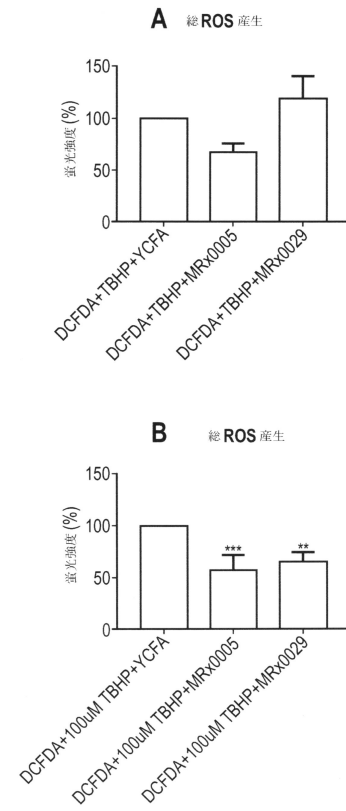 A 総ROS産生
蛍光強度(%)
150
100
50
0
DCFDA+TBHP+YCFA
DCFDA+TBHP+MRx0005
DCFDA+TBHP+MRx0029
B 総ROS産生
蛍光強度(%)
150
100
50
0
***
**
DCFDA+100uM TBHP+YCFA
DCFDA+100uM TBHP+MRx0005
DCFDA+100uM TBHP+MRx0029